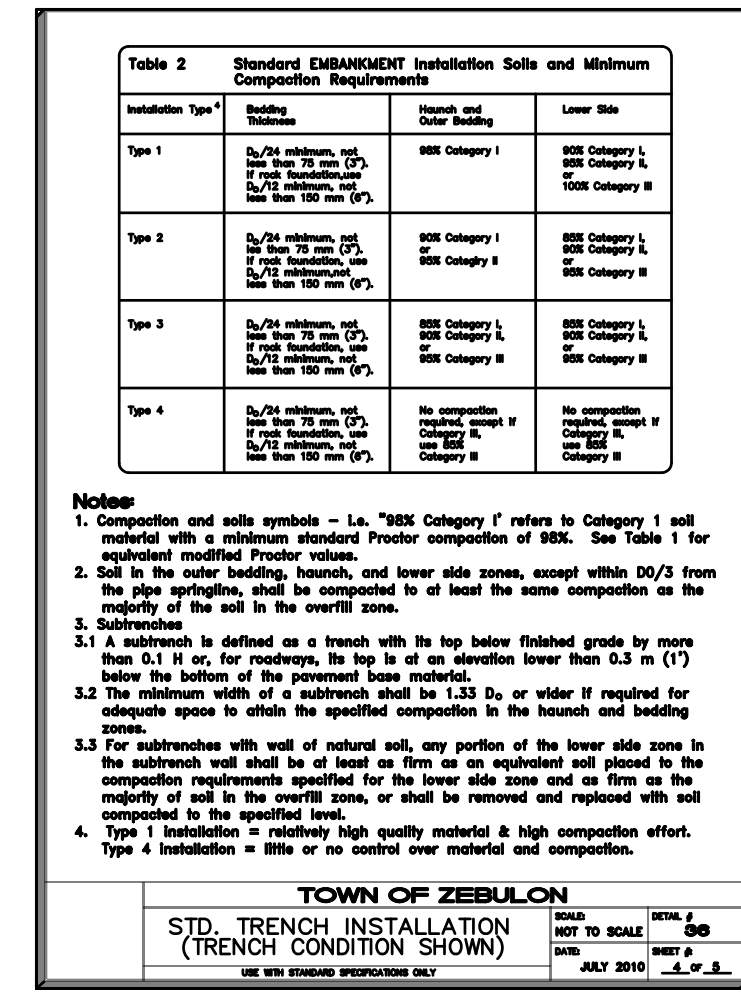 Table 2 Standard EMBANKMENT Installation Soils and Minimum
Compaction Requirements
Installation Type 4
Bedding
Thickness
Haunch and
Outer Bedding
Lower Side
Type 1
Do/24 minimum, not
less than 75 mm (3").
If rock foundation,use
Do/12 minimum, not
less than 150 mm (6").
98% Category I
90% Category I,
95% Category II,
or
100% Category III
Type 2
Do/24 minimum, not
les than 75 mm (3").
If rock foundation, use
Do/12 minimum,not
less than 150 mm (6").
90% Category I
or
95% Categiry II
85% Category I,
90% Category II,
or
95% Category III
Type 3
Do/24 minimum, not
less than 75 mm (3").
If rock foundation, use
Do/12 minimum, not
less than 150 mm (6").
85% Category I,
90% Category II,
or
95% Category III
85% Category I,
90% Category II,
or
95% Category III
Type 4
Do/24 minimum, not
less than 75 mm (3").
If rock foundation, use
Do/12 minimum, not
less than 150 mm (6").
No compaction
required, except if
Category III,
use 85%
Category III
No compaction
required, except if
Category III,
use 85%
Category III
Notes:
1. Compaction and soils symbols – i.e. "98% Category I' refers to Category 1 soil
material with a minimum standard Proctor compaction of 98%. See Table 1 for
equivalent modified Proctor values.
2. Soil in the outer bedding, haunch, and lower side zones, except within D0/3 from
the pipe springline, shall be compacted to at least the same compaction as the
majority of the soil in the overfill zone.
3. Subtrenches
3.1 A subtrench is defined as a trench with its top below finished grade by more
than 0.1 H or, for roadways, its top is at an elevation lower than 0.3 m (1')
below the bottom of the pavement base material.
3.2 The minimum width of a subtrench shall be 1.33 Do or wider if required for
adequate space to attain the specified compaction in the haunch and bedding
zones.
3.3 For subtrenches with wall of natural soil, any portion of the lower side zone in
the subtrench wall shall be at least as firm as an equivalent soil placed to the
compaction requirements specified for the lower side zone and as firm as the
majority of soil in the overfill zone, or shall be removed and replaced with soil
compacted to the specified level.
4. Type 1 installation = relatively high quality material & high compaction effort.
Type 4 installation = little or no control over material and compaction.
TOWN OF ZEBULON
STD. TRENCH INSTALLATION
(TRENCH CONDITION SHOWN)
USE WITH STANDARD SPECIFICATIONS ONLY
SCALE:
NOT TO SCALE
DETAIL #
36
DATE:
JULY 2010
SHEET #:
4 OF 5